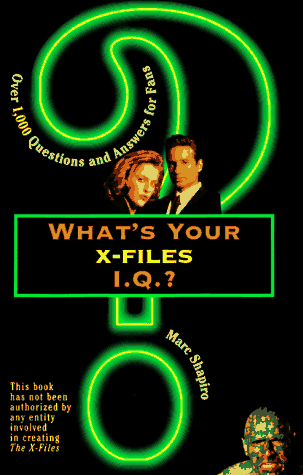 Over 1,000 Questions and Answers for Fans
WHAT'S YOUR
X-FILES
I.Q.?
Marc Shapiro
This book
has not been
authorized by
any entity
involved
in creating
The X-Files